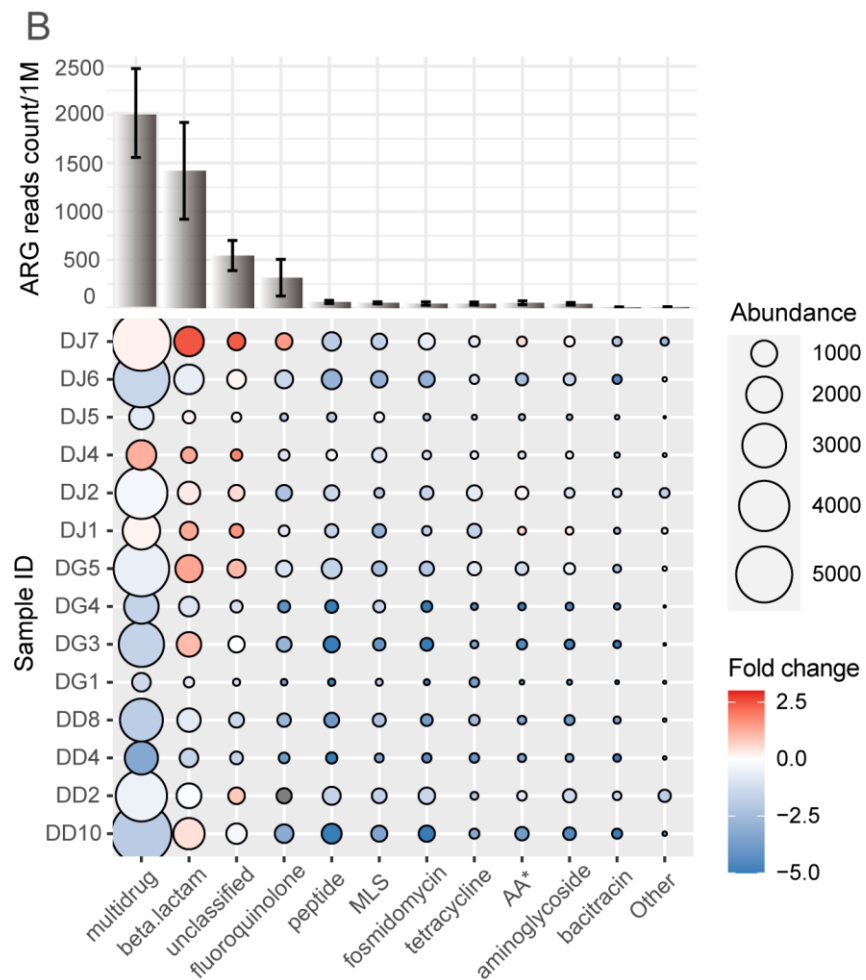 B
ARG reads count/1M
2500
2000
1500
1000
500
0
Sample ID
DJ7
DJ6
DJ5
DJ4
DJ2
DJ1
DG5
DG4
DG3
DG1
DD8
DD4
DD2
DD10
multidrug
beta.lactam
unclassified
fluoroquinolone
peptide
MLS
fosmidomycin
tetracycline
AA*
aminoglycoside
bacitracin
Other
Abundance
1000
2000
3000
4000
5000
Fold change
2.5
0.0
−2.5
−5.0